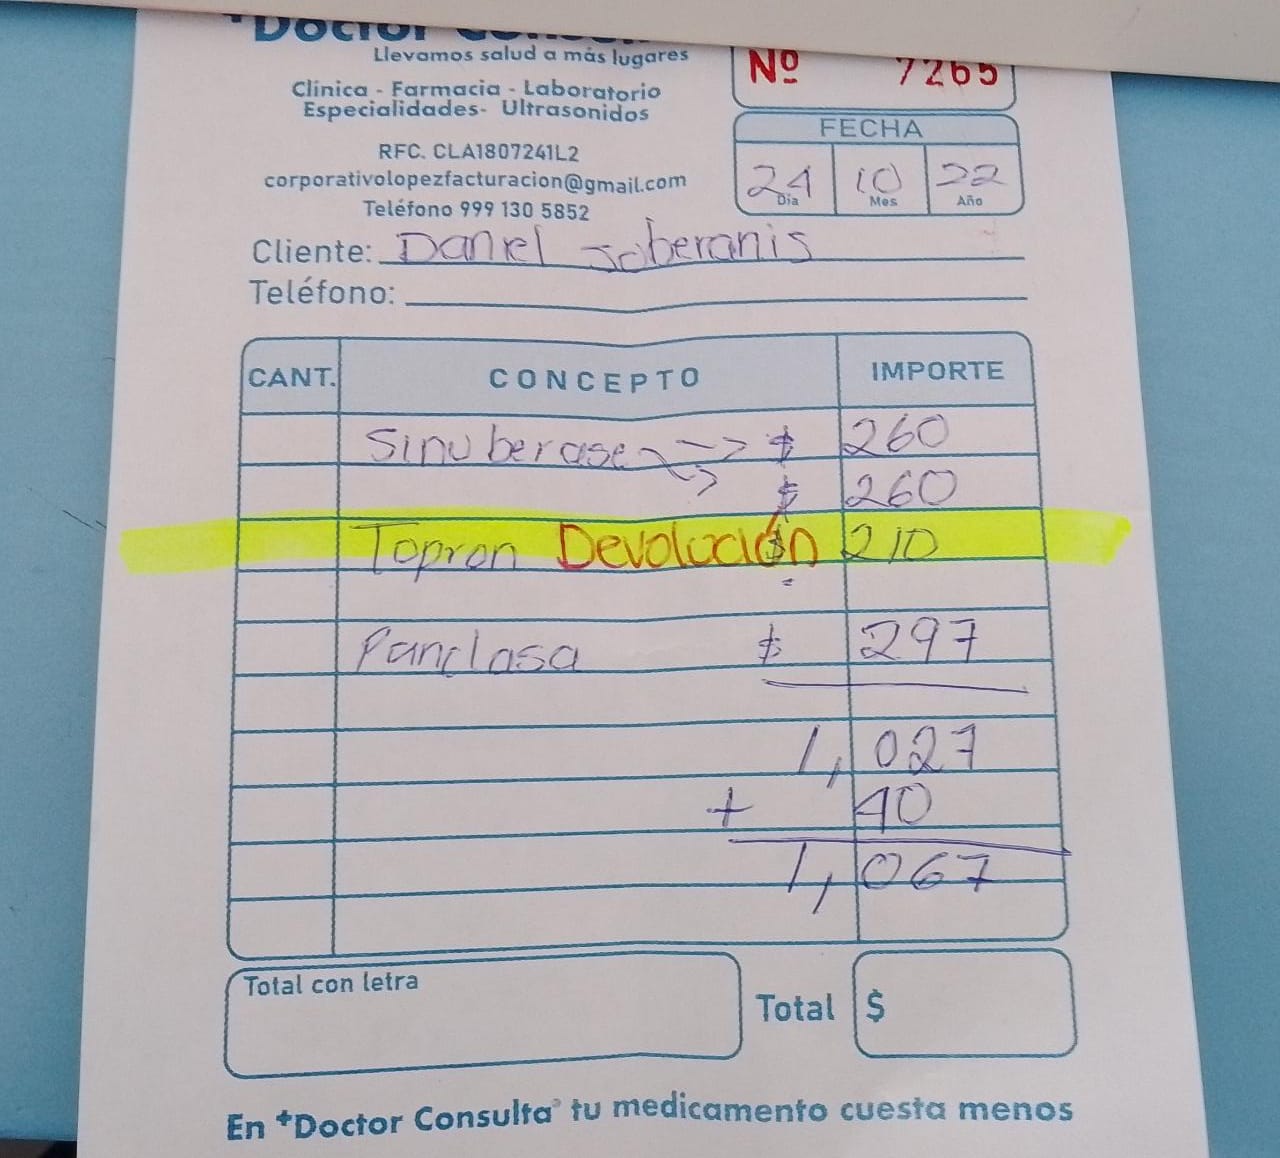 Llevamos salud a más lugares
Clínica - Farmacia - Laboratorio
Especialidades- Ultrasonidos
RFC. CLA1807241L2
corporativolopezfacturacion@gmail.com
Teléfono 999 130 5852
Nº 7265
FECHA
24 10 22
Día Mes Año
Cliente: Daniel Soberanis
Teléfono:
CANT. CONCEPTO IMPORTE
Sinuberase $ 260
$ 260
Topron Devolución $ 210
Panclasa $ 297
1,027
+ 40
1,067
Total con letra
Total $
En +Doctor Consulta tu medicamento cuesta menos